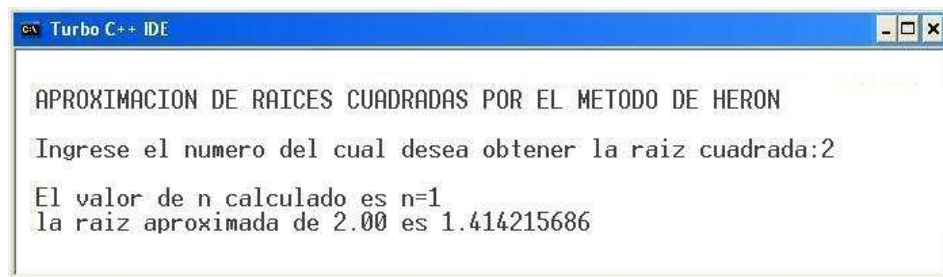 Turbo C++ IDE
APROXIMACION DE RAICES CUADRADAS POR EL METODO DE HERON
Ingrese el numero del cual desea obtener la raiz cuadrada:2
El valor de n calculado es n=1
la raiz aproximada de 2.00 es 1.414215686